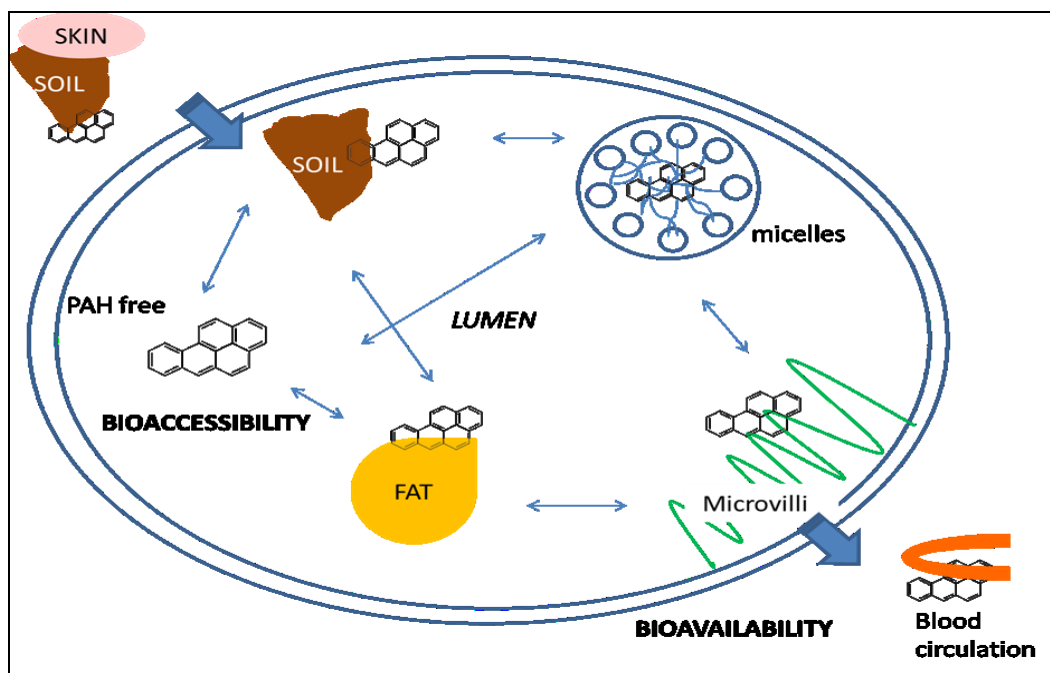 SKIN
SOIL
SOIL
micelles
PAH free
LUMEN
BIOACCESSIBILITY
FAT
Microvilli
BIOAVAILABILITY
Blood
circulation